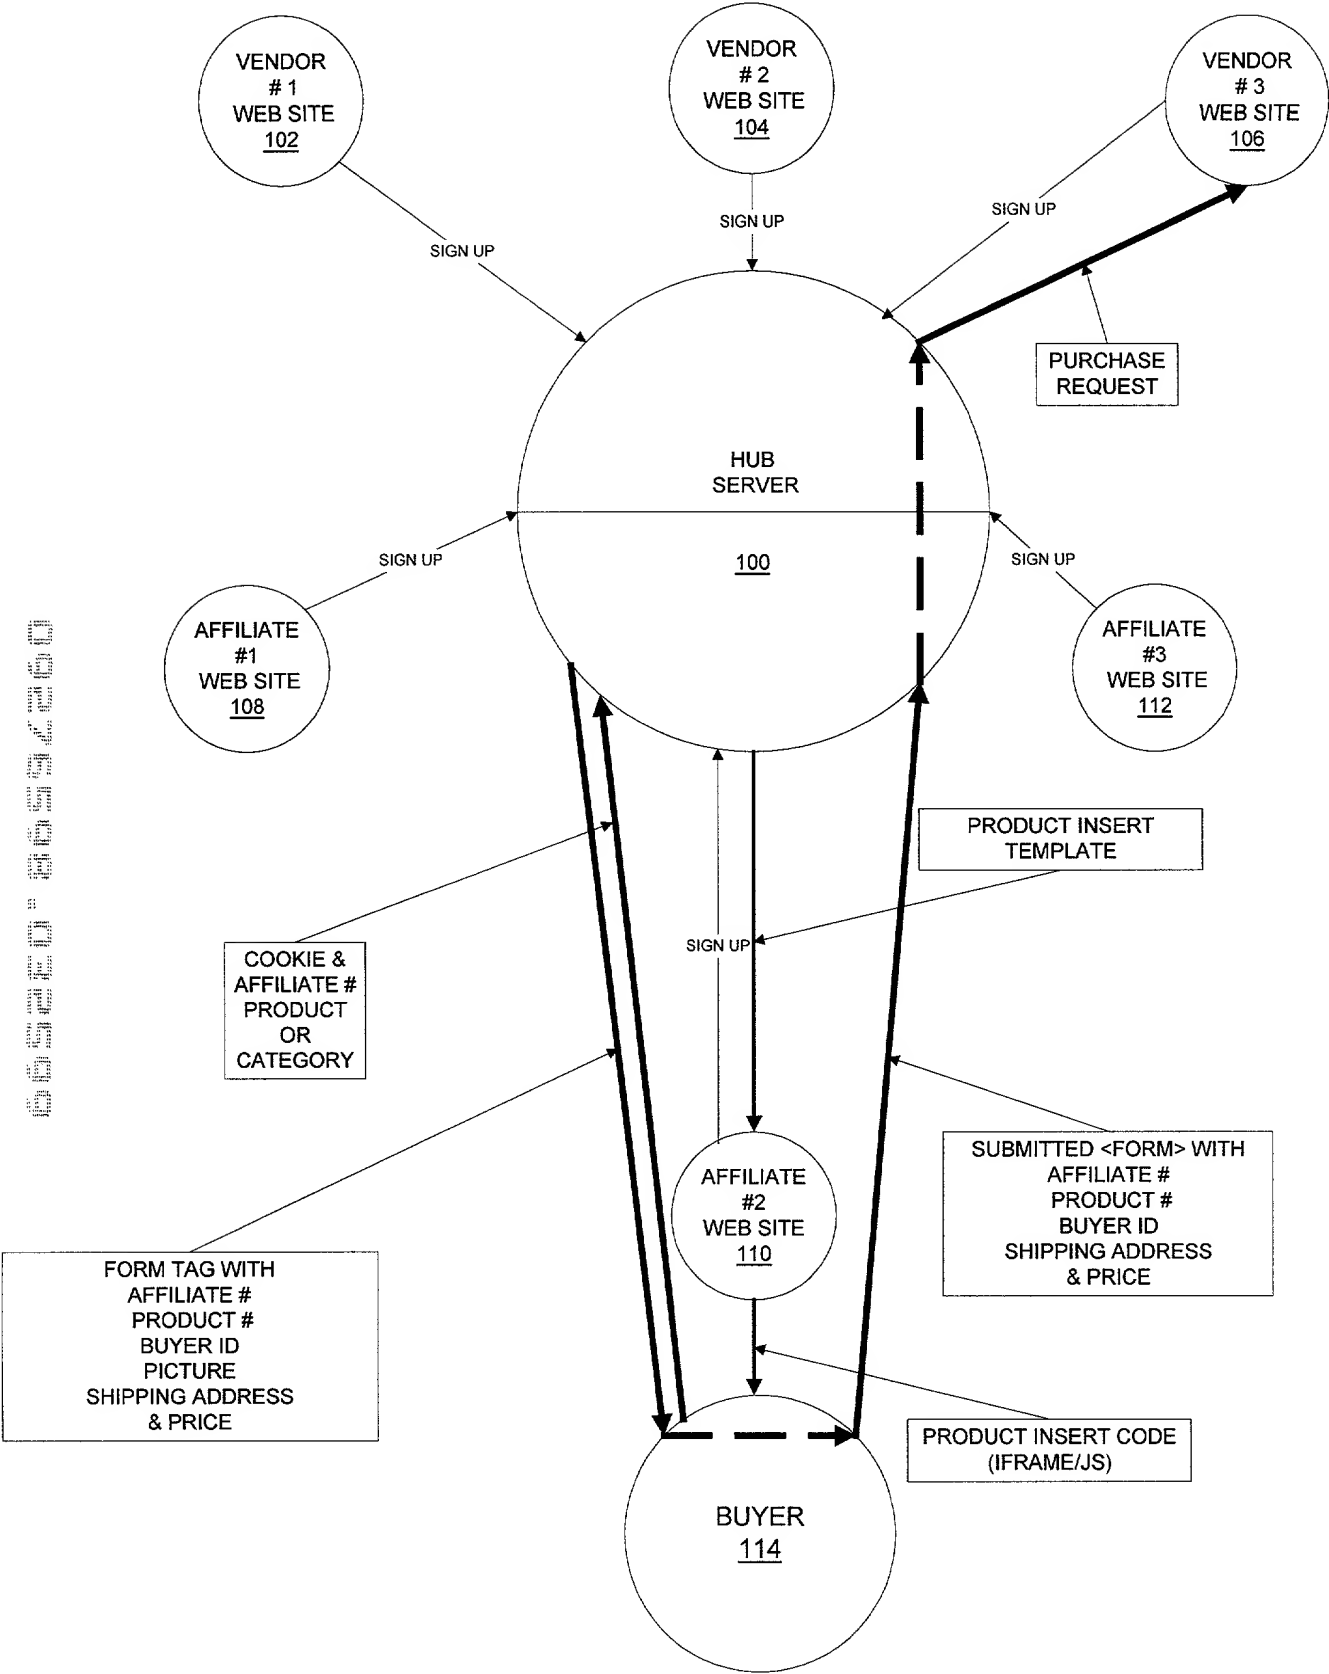 VENDOR
# 1
WEB SITE
102
VENDOR
# 2
WEB SITE
104
VENDOR
# 3
WEB SITE
106
SIGN UP
SIGN UP
SIGN UP
PURCHASE
REQUEST
HUB
SERVER
100
SIGN UP
SIGN UP
AFFILIATE
#1
WEB SITE
108
AFFILIATE
#3
WEB SITE
112
PRODUCT INSERT
TEMPLATE
SIGN UP
COOKIE &
AFFILIATE #
PRODUCT
OR
CATEGORY
AFFILIATE
#2
WEB SITE
110
SUBMITTED <FORM> WITH
AFFILIATE #
PRODUCT #
BUYER ID
SHIPPING ADDRESS
& PRICE
FORM TAG WITH
AFFILIATE #
PRODUCT #
BUYER ID
PICTURE
SHIPPING ADDRESS
& PRICE
PRODUCT INSERT CODE
(IFRAME/JS)
BUYER
114